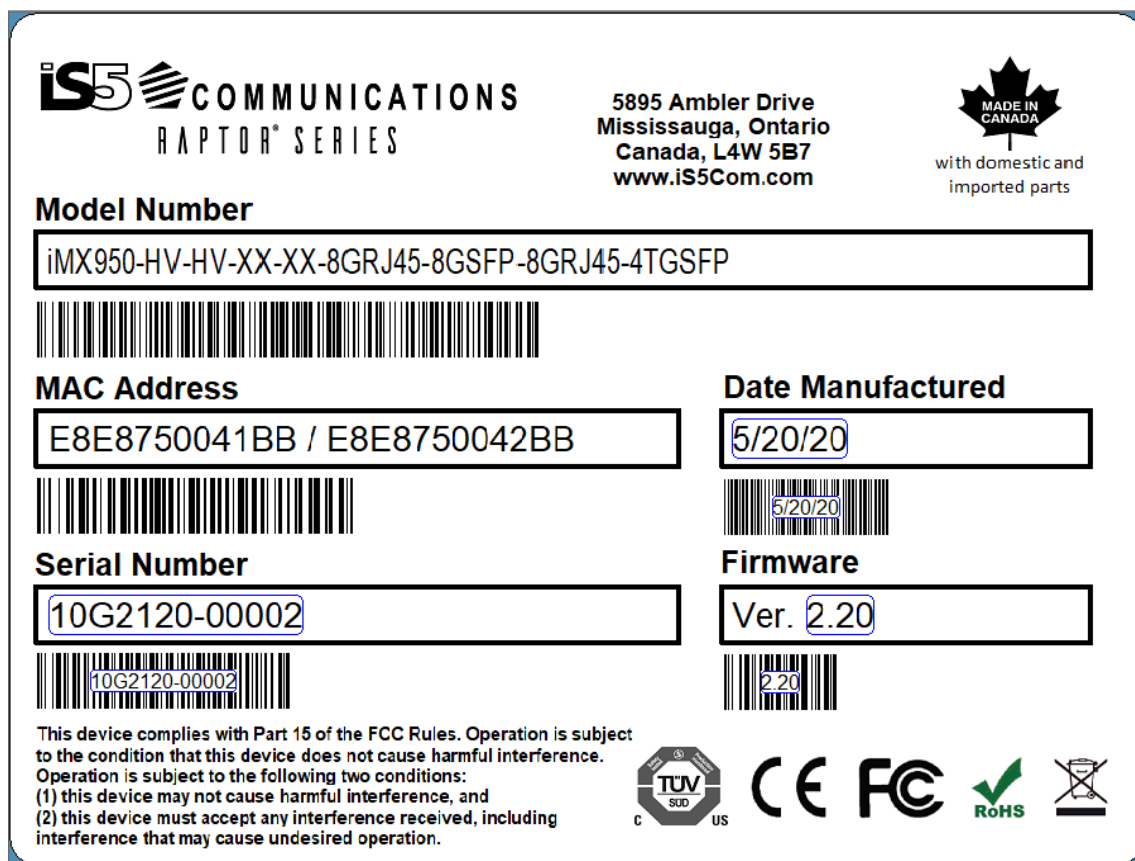 iS5 COMMUNICATIONS
RAPTOR® SERIES
5895 Ambler Drive
Mississauga, Ontario
Canada, L4W 5B7
www.iS5Com.com
MADE IN
CANADA
with domestic and
imported parts
Model Number
iMX950-HV-HV-XX-XX-8GRJ45-8GSFP-8GRJ45-4TGSFP
MAC Address
E8E8750041BB / E8E8750042BB
Date Manufactured
5/20/20
5/20/20
Serial Number
10G2120-00002
10G2120-00002
Firmware
Ver. 2.20
2.20
This device complies with Part 15 of the FCC Rules. Operation is subject
to the condition that this device does not cause harmful interference.
Operation is subject to the following two conditions:
(1) this device may not cause harmful interference, and
(2) this device must accept any interference received, including
interference that may cause undesired operation.
TÜV
SÜD
C US
CE
FC
RoHS